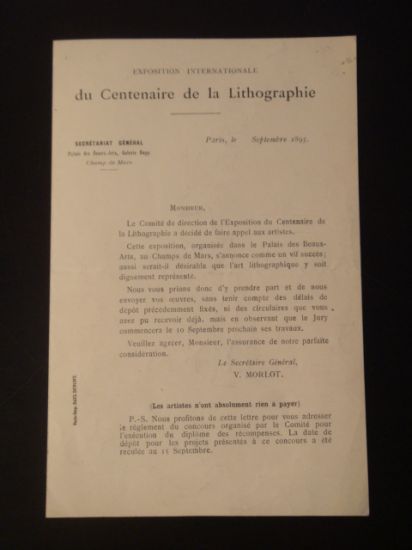 EXPOSITION INTERNATIONALE
du Centenaire de la Lithographie
SECRÉTARIAT GÉNÉRAL
Palais des Beaux-Arts, Galerie Rapp
Champ de Mars
Paris, le Septembre 1895.
MONSIEUR,
Le Comité de direction de l'Exposition du Centenaire de
la Lithographie a décidé de faire appel aux artistes.
Cette exposition, organisée dans le Palais des Beaux-
Arts, au Champs de Mars, s'annonce comme un vif succès;
aussi serait-il désirable que l'art lithographique y soit
dignement représenté.
Nous vous prions donc d'y prendre part et de nous
envoyer vos œuvres, sans tenir compte des délais de
dépôt précedemment fixés, ni des circulaires que vous
avez pu recevoir déjà, mais en observant que le Jury
commencera le 10 Septembre prochain ses travaux.
Veuillez agréer, Monsieur, l'assurance de notre parfaite
considération.
Le Secrétaire Général,
V. MORLOT.
(Les artistes n'ont absolument rien à payer)
P.-S. Nous profitons de cette lettre pour vous adresser
le règlement du concours organisé par le Comité pour
l'exécution du diplôme des récompenses. La date de
dépôt pour les projets présentés à ce concours a été
reculée au 15 Septembre.